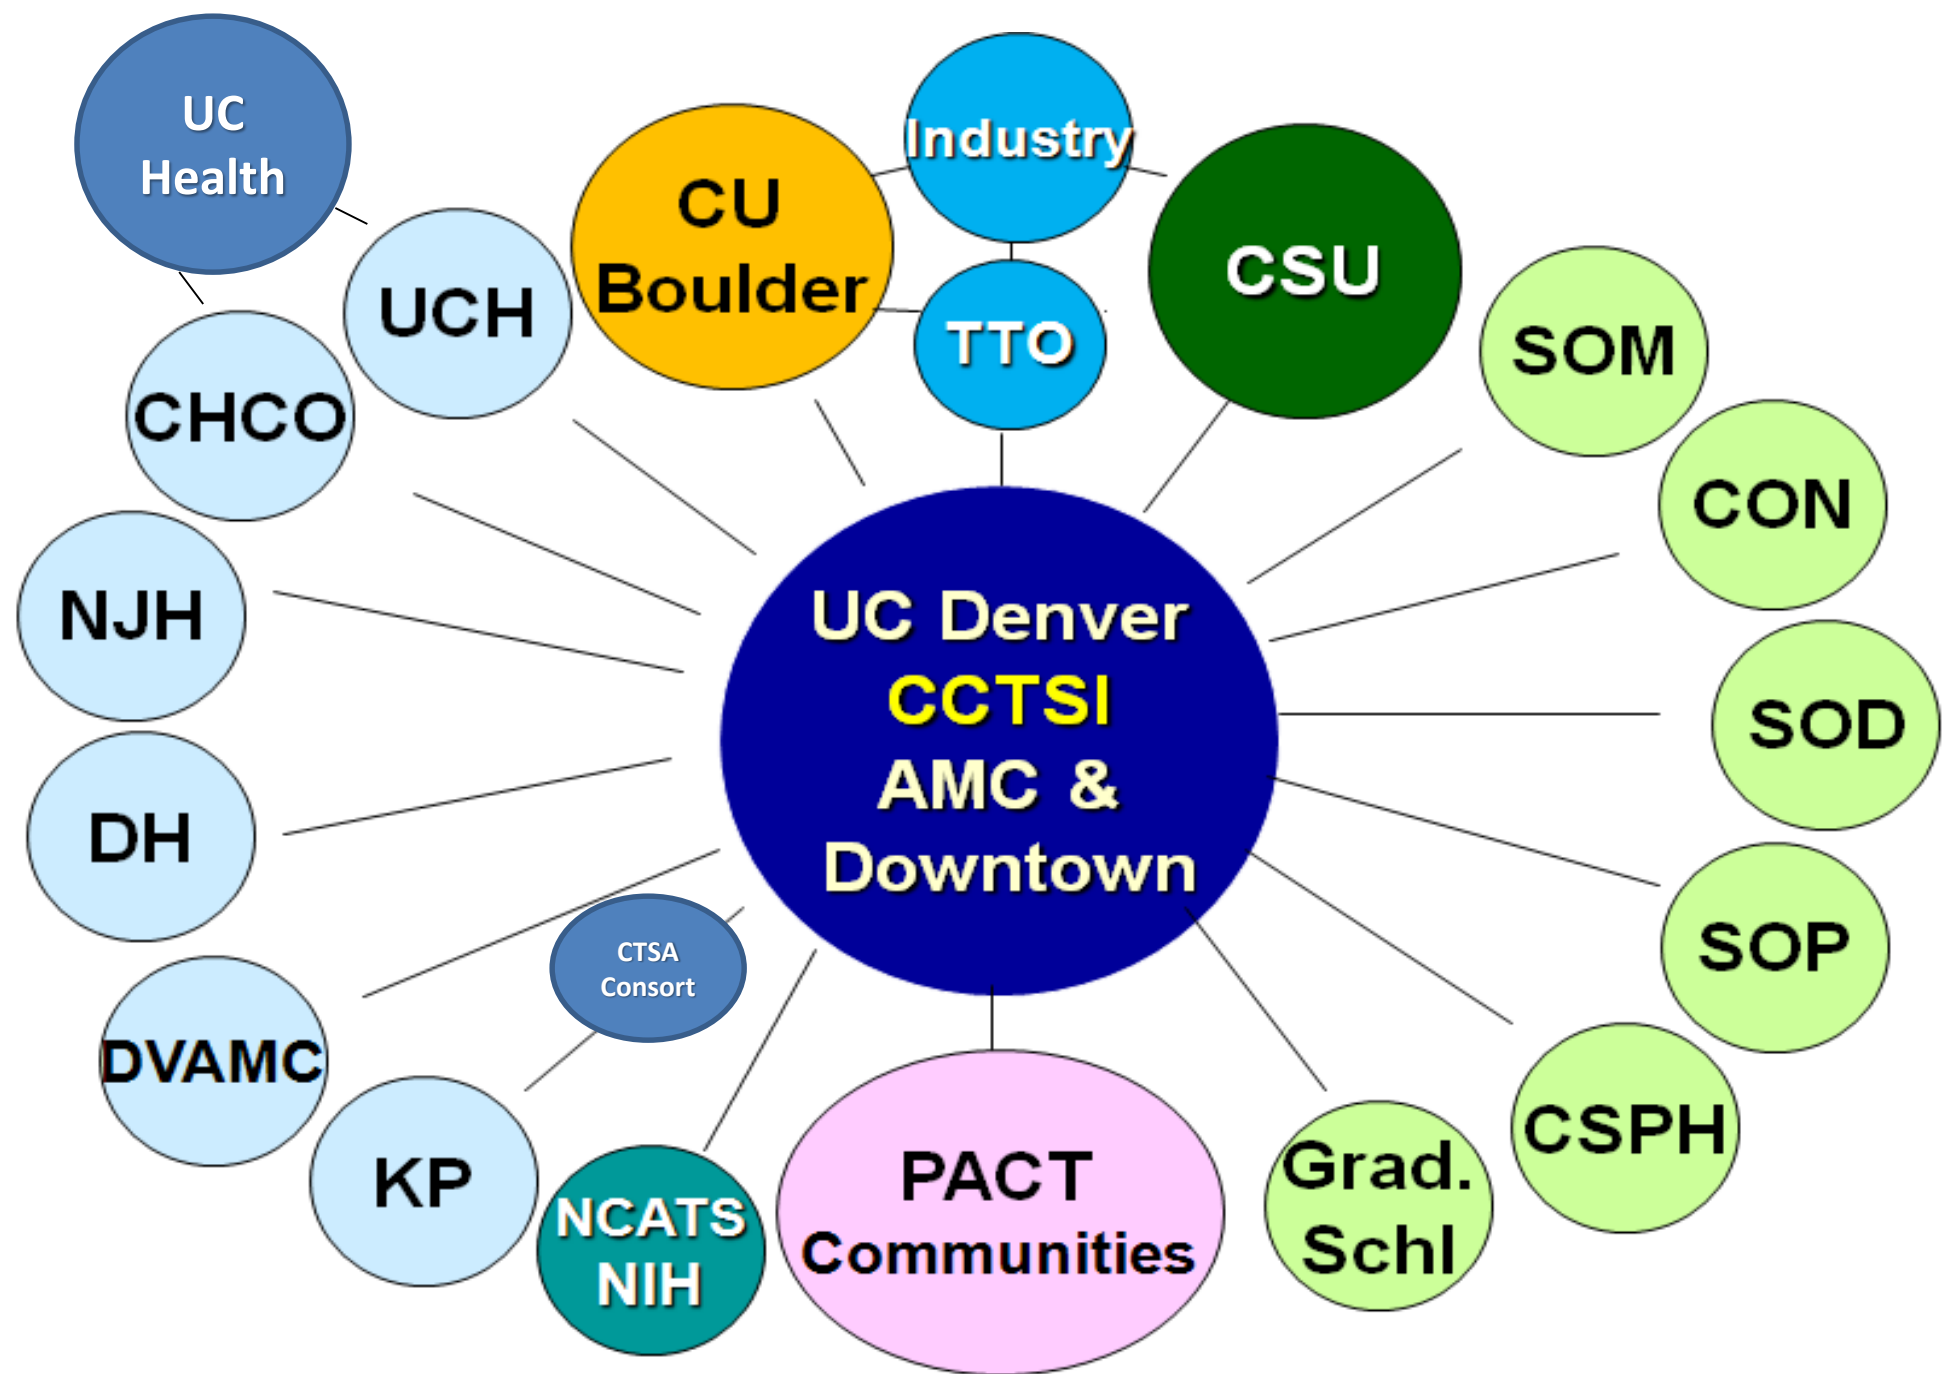 UC
Health
Industry
CU
Boulder
CSU
UCH
TTO
SOM
CHCO
CON
NJH
UC Denver
CCTSI
AMC &
Downtown
SOD
DH
SOP
CTSA
Consort
DVAMC
KP
NCATS
NIH
PACT
Communities
Grad.
Schl
CSPH